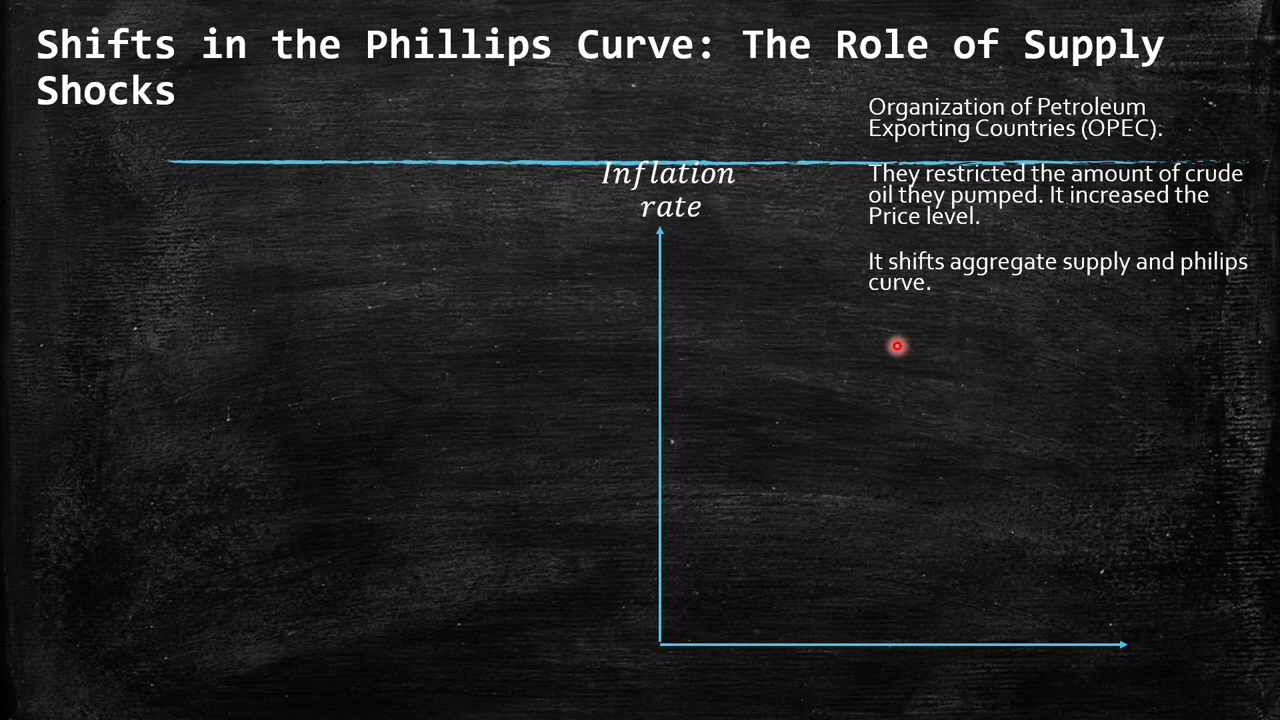 Shifts in the Phillips Curve: The Role of Supply
Shocks
Organization of Petroleum
Exporting Countries (OPEC).
They restricted the amount of crude
oil they pumped. It increased the
Price level.
It shifts aggregate supply and philips
curve.
Inflation
rate